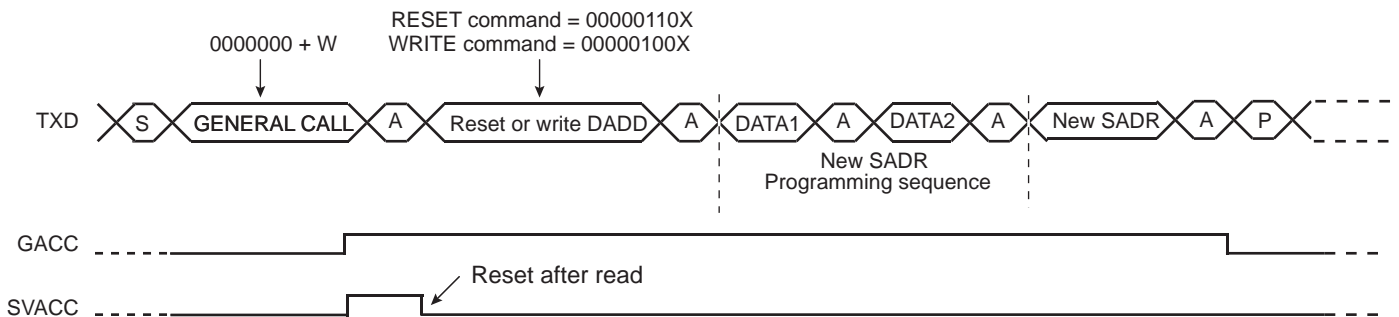 RESET command = 00000110X
0000000 + W
WRITE command = 00000100X
TXD S GENERAL CALL A Reset or write DADD A DATA1 A DATA2 A New SADR A P
New SADR
Programming sequence
GACC
Reset after read
SVACC